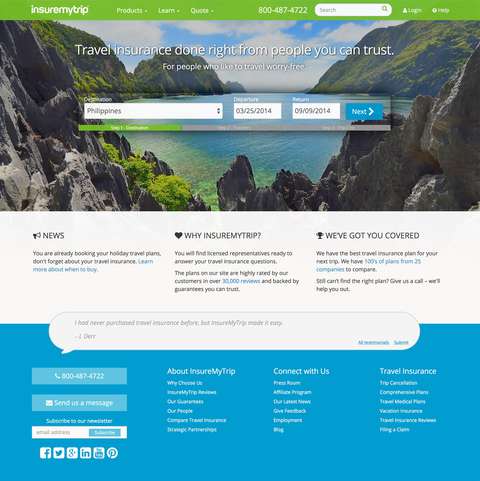 insuremytrip Products Learn Quote 800-487-4722 Search Login Help
Travel insurance done right from people you can trust.
For people who like to travel worry-free.
Destination Departure Return
Philippines 03/25/2014 09/09/2014 Next
Step 1 - Destination
NEWS
You are already booking your holiday travel plans,
don't forget about your travel insurance. Learn
more about when to buy.
WHY INSUREMYTRIP?
You will find licensed representatives ready to
answer your travel insurance questions.
The plans on our site are highly rated by our
customers in over 30,000 reviews and backed by
guarantees you can trust.
WE'VE GOT YOU COVERED
We have the best travel insurance plan for your
next trip. We have 100's of plans from 25
companies to compare.
Still can't find the right plan? Give us a call – we'll
help you out.
I had never purchased travel insurance before, but InsureMyTrip made it easy.
- J. Derr
All testimonials Submit
800-487-4722
Send us a message
Subscribe to our newsletter
email address Subscribe
About InsureMyTrip
Why Choose Us
InsureMyTrip Reviews
Our Guarantees
Our People
Compare Travel Insurance
Strategic Partnerships
Connect with Us
Press Room
Affiliate Program
Our Latest News
Give Feedback
Employment
Blog
Travel Insurance
Trip Cancellation
Comprehensive Plans
Travel Medical Plans
Vacation Insurance
Travel Insurance Reviews
Filing a Claim